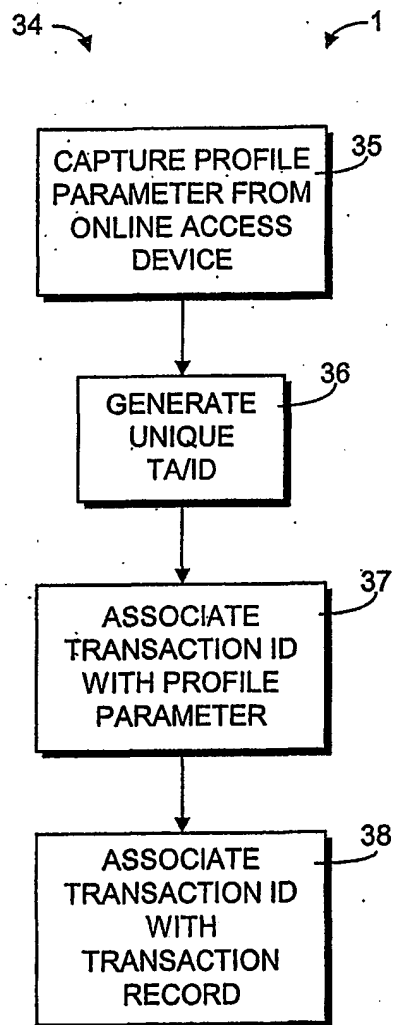 34 1
35
CAPTURE PROFILE
PARAMETER FROM
ONLINE ACCESS
DEVICE
36
GENERATE
UNIQUE
TA/ID
37
ASSOCIATE
TRANSACTION ID
WITH PROFILE
PARAMETER
38
ASSOCIATE
TRANSACTION ID
WITH
TRANSACTION
RECORD